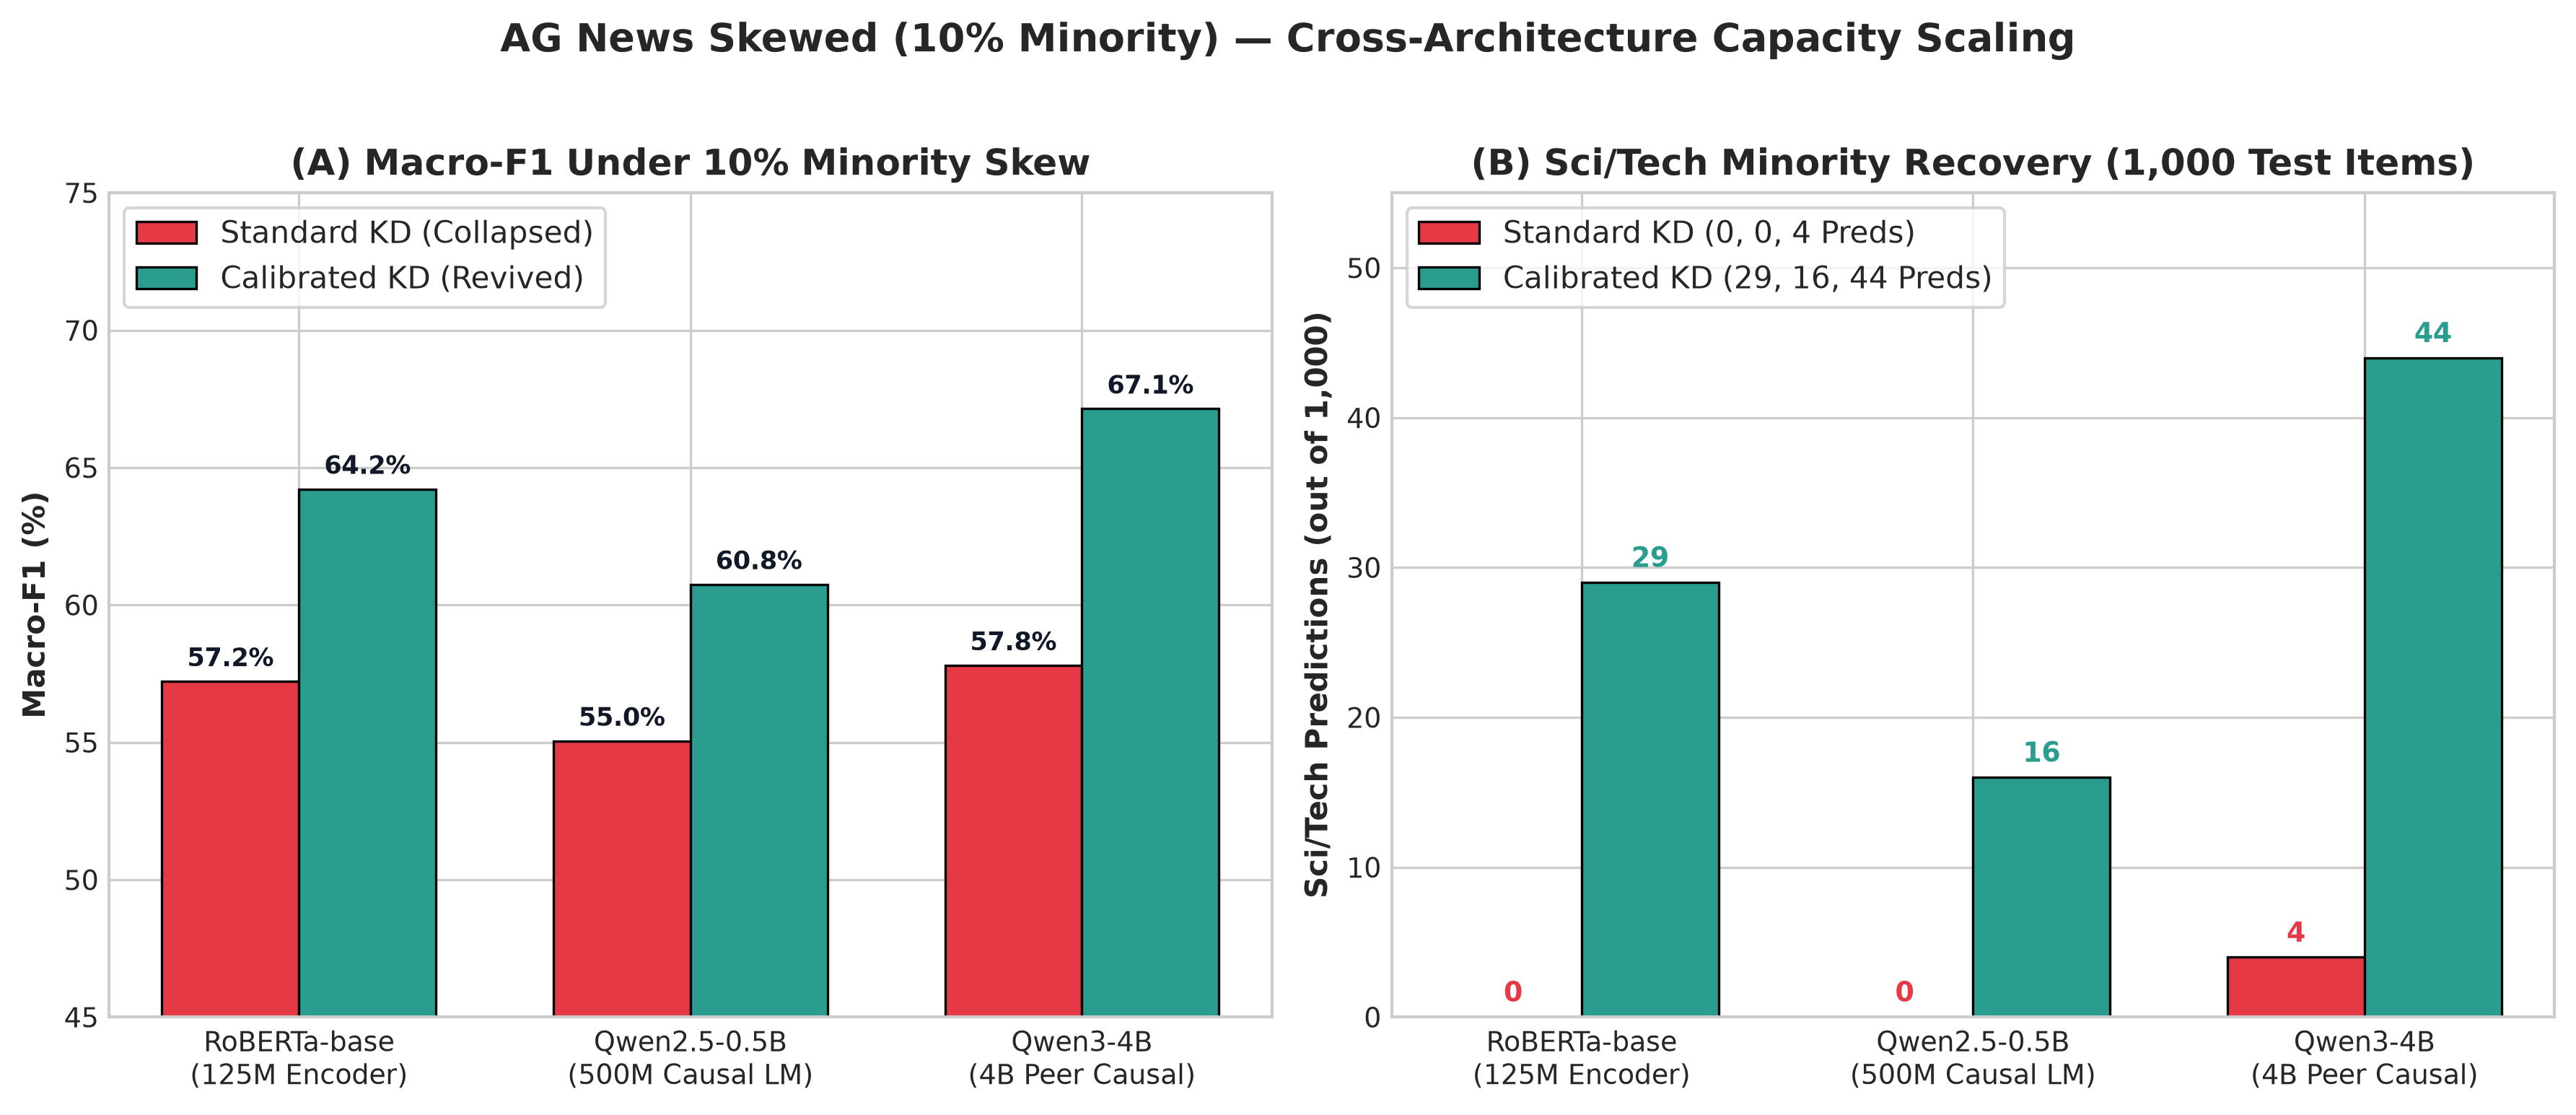 AG News Skewed (10% Minority) — Cross-Architecture Capacity Scaling
(A) Macro-F1 Under 10% Minority Skew
Standard KD (Collapsed)
Calibrated KD (Revived)
Macro-F1 (%)
75
70
65
60
55
50
45
57.2%
64.2%
55.0%
60.8%
57.8%
67.1%
RoBERTa-base
(125M Encoder)
Qwen2.5-0.5B
(500M Causal LM)
Qwen3-4B
(4B Peer Causal)
(B) Sci/Tech Minority Recovery (1,000 Test Items)
Standard KD (0, 0, 4 Preds)
Calibrated KD (29, 16, 44 Preds)
Sci/Tech Predictions (out of 1,000)
50
40
30
20
10
0
0
29
0
16
4
44
RoBERTa-base
(125M Encoder)
Qwen2.5-0.5B
(500M Causal LM)
Qwen3-4B
(4B Peer Causal)